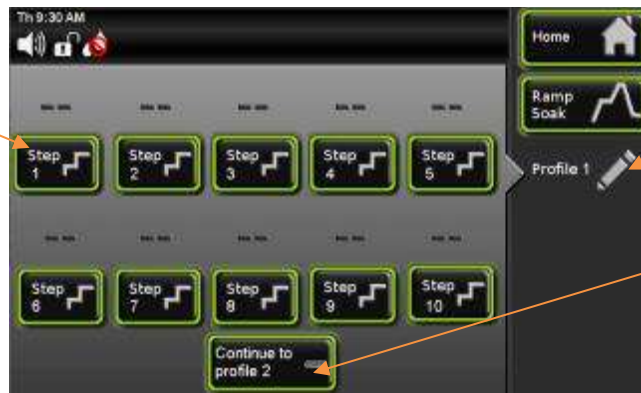 Th 9:30 AM
Home
Ramp
Soak
-- -- -- -- -- -- -- -- -- --
Step
1
Step
2
Step
3
Step
4
Step
5
Profile 1
-- -- -- -- -- -- -- -- -- --
Step
6
Step
7
Step
8
Step
9
Step
10
Continue to
profile 2